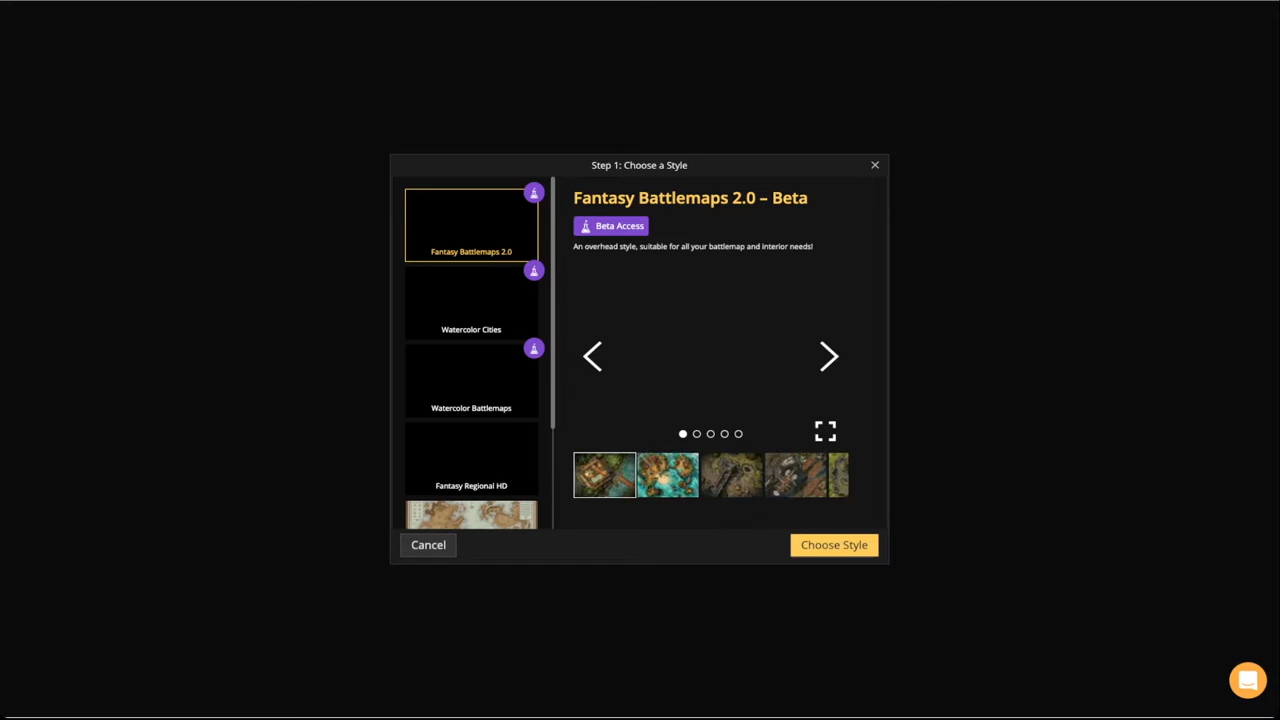 Step 1: Choose a Style
Fantasy Battlemaps 2.0
Watercolor Cities
Watercolor Battlemaps
Fantasy Regional HD
Fantasy Battlemaps 2.0 – Beta
Beta Access
An overhead style, suitable for all your battlemap and interior needs!
Cancel
Choose Style